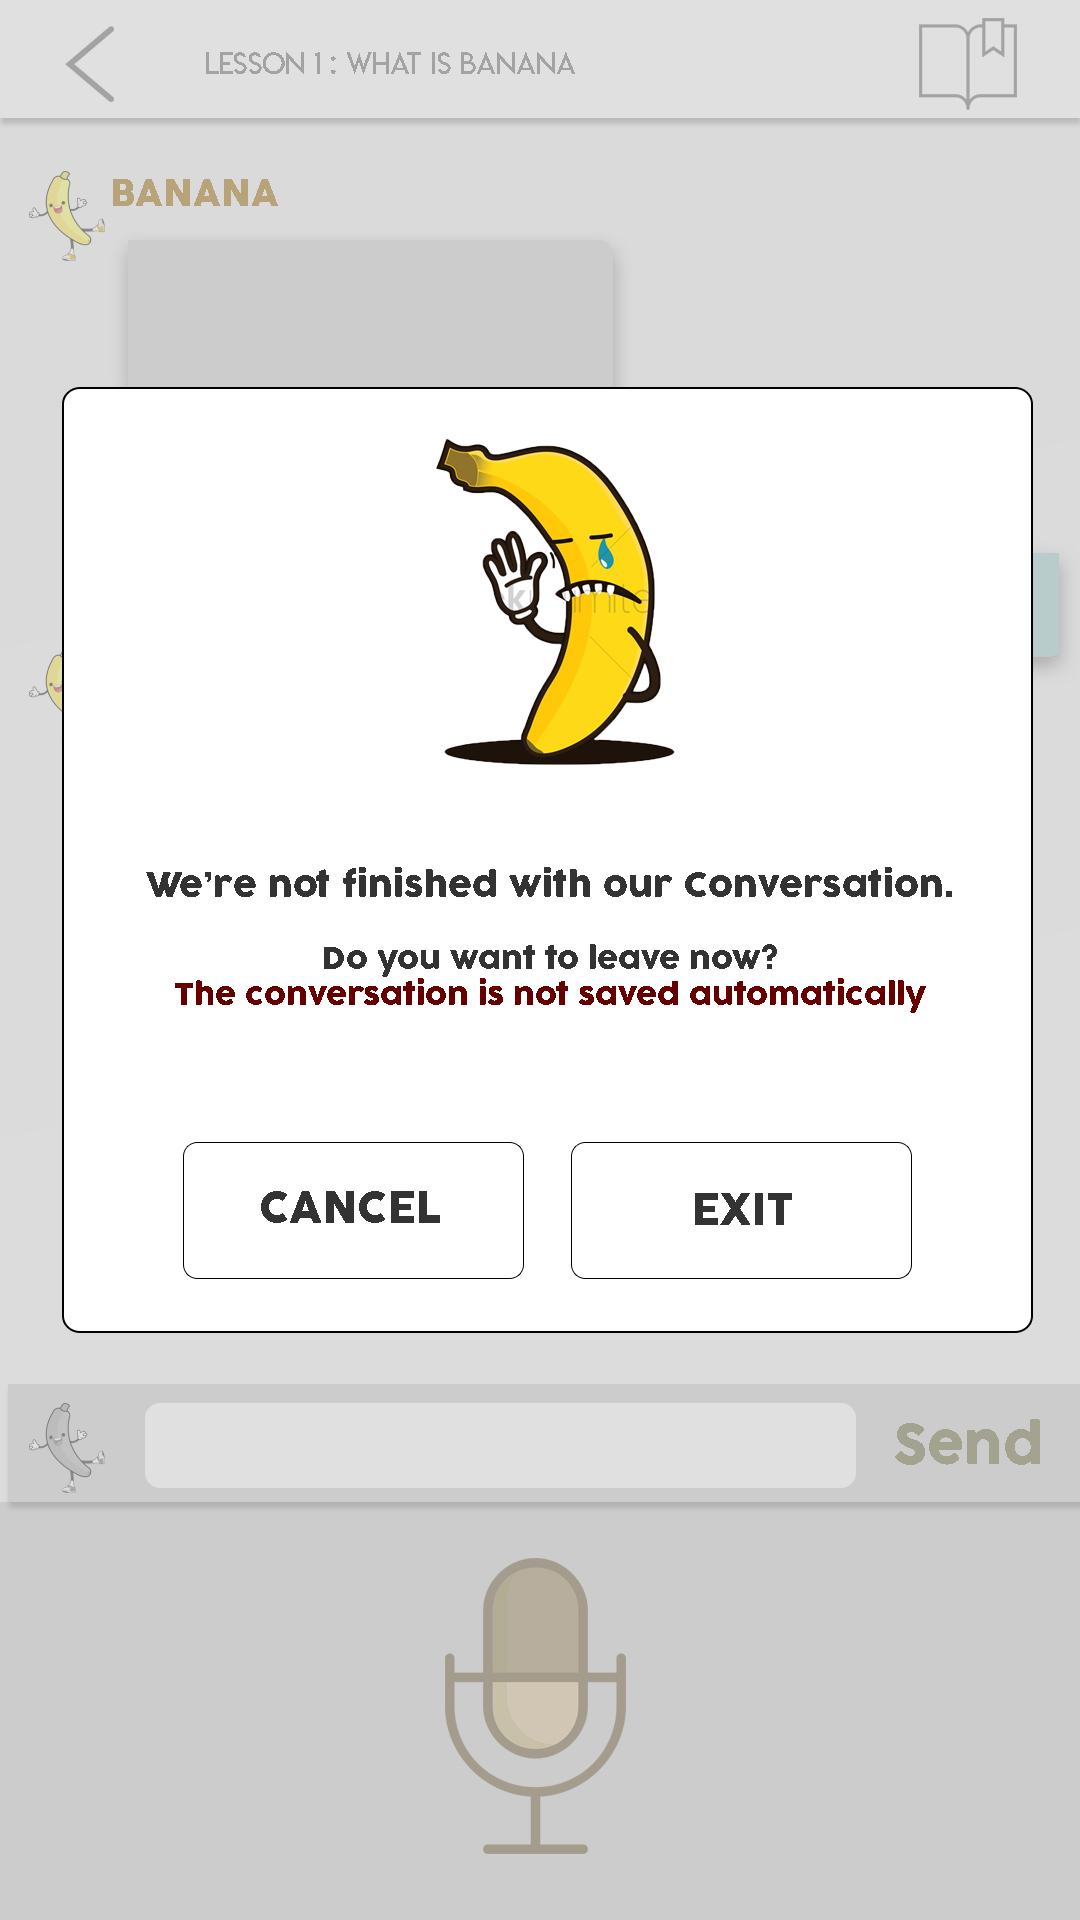 LESSON 1 : WHAT IS BANANA
BANANA
We're not finished with our Conversation.
Do you want to leave now?
The conversation is not saved automatically
CANCEL
EXIT
Send